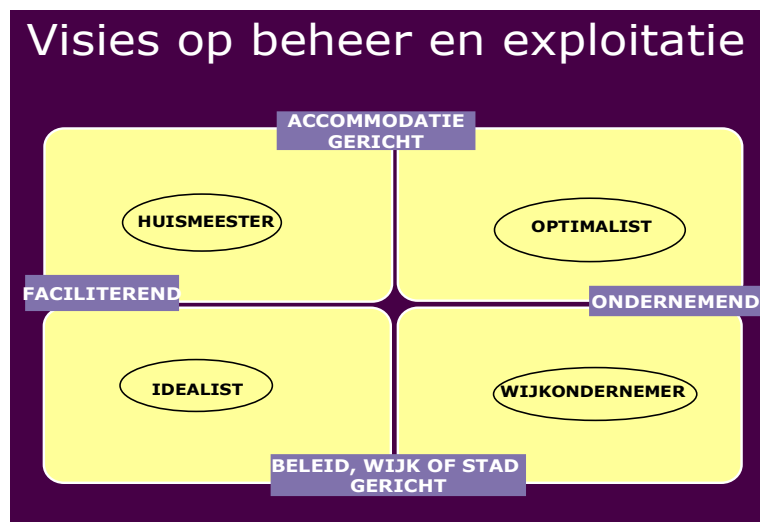 Visies op beheer en exploitatie
ACCOMMODATIE
GERICHT
HUISMEESTER
OPTIMALIST
FACILITEREND
ONDERNEMEND
IDEALIST
WIJKONDERNEMER
BELEID, WIJK OF STAD
GERICHT